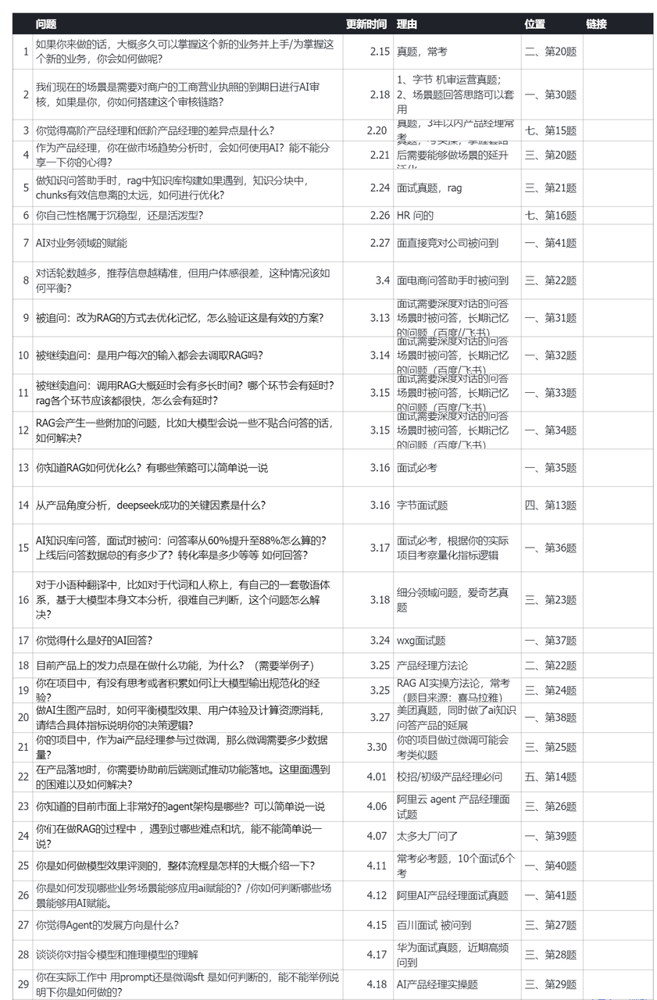 问题 更新时间 理由 位置 链接
1 如果你来做的话，大概多久可以掌握这个新的业务并上手/为掌握这 2.15 真题，常考 二、第20题
个新的业务，你会如何做呢？
2 我们现在的场景是需要对商户的工商营业执照的到期日进行AI审 2.18 1、字节 机审运营真题； 一、第30题
核，如果是你，你如何搭建这个审核链路？ 2、场景题回答思路可以套
用
3 你觉得高阶产品经理和低阶产品经理的差异点是什么？ 2.20 真题，3年以内产品经理常 七、第15题
考
4 作为产品经理，你在做市场趋势分析时，会如何使用AI？能不能分 2.21 真题，考实操，掌握套路 三、第20题
享一下你的心得？ 后需要能够做场景的延升
5 做知识问答助手时，rag中知识库构建如果遇到，知识分块中， 2.24 面试真题，rag 三、第21题
chunks有效信息离的太远，如何进行优化？
6 你自己性格属于沉稳型，还是活泼型？ 2.26 HR 问的 七、第16题
7 AI对业务领域的赋能 2.27 面直接竞对公司被问到 一、第41题
8 对话轮数越多，推荐信息越精准，但用户体感很差，这种情况该如 3.4 面电商问答助手时被问到 三、第22题
何平衡？
9 被追问：改为RAG的方式去优化记忆，怎么验证这是有效的方案？ 3.13 面试需要深度对话的问答 一、第31题
场景时被问答，长期记忆
的问题（百度//飞书）
10 被继续追问：是用户每次的输入都会去调取RAG吗？ 3.14 面试需要深度对话的问答 一、第32题
场景时被问答，长期记忆
的问题（百度/飞书）
11 被继续追问：调用RAG大概延时会有多长时间？哪个环节会有延时？ 3.15 面试需要深度对话的问答 一、第33题
rag各个环节应该都很快，怎么会有延时？ 场景时被问答，长期记忆
的问题（百度/飞书）
12 RAG会产生一些附加的问题，比如大模型会说一些不贴合问答的话， 3.15 面试需要深度对话的问答 一、第34题
如何解决？ 场景时被问答，长期记忆
的问题（百度/飞书）
13 你知道RAG如何优化么？有哪些策略可以简单说一说 3.16 面试必考 一、第35题
14 从产品角度分析，deepseek成功的关键因素是什么？ 3.16 字节面试题 四、第13题
15 AI知识库问答，面试时被问：问答率从60%提升至88%怎么算的？ 3.17 面试必考，根据你的实际 一、第36题
上线后问答数据总的有多少了？转化率是多少等等 如何回答？ 项目考察量化指标逻辑
16 对于小语种翻译中，比如对于代词和人称上，有自己的一套敬语体 3.18 细分领域问题，爱奇艺真 三、第23题
系，基于大模型本身文本分析，很难自己判断，这个问题怎么解 题
决？
17 你觉得什么是好的AI回答？ 3.24 wxg面试题 一、第37题
18 目前产品上的发力点是在做什么功能，为什么？（需要举例子） 3.25 产品经理方法论 二、第22题
19 你在项目中，有没有思考或者积累如何让大模型输出规范化的经 3.25 RAG AI实操方法论，常考 三、第24题
验？ （题目来源：喜马拉雅）
20 做AI生图产品时，如何平衡模型效果、用户体验及计算资源消耗， 3.27 美团真题，同时做了ai知识 一、第38题
请结合具体指标说明你的决策逻辑？ 问答产品的延展
21 你的项目中，作为ai产品经理参与过微调，那么微调需要多少数据 3.30 你的项目做过微调可能会 三、第25题
量？ 考类似题
22 在产品落地时，你需要协助前后端测试推动功能落地。这里面遇到 4.01 校招/初级产品经理必问 五、第14题
的困难以及如何解决？
23 你知道的目前市面上非常好的agent架构是哪些？可以简单说一说 4.06 阿里云 agent 产品经理面 三、第26题
试题
24 你们在做RAG的过程中 ，遇到过哪些难点和坑，能不能简单说一 4.07 太多大厂问了 一、第39题
说？
25 你是如何做模型效果评测的，整体流程是怎样的大概介绍一下？ 4.11 常考必考题，10个面试6个 一、第40题
考
26 你是如何发现哪些业务场景能够应用ai赋能的？/你如何判断哪些场 4.12 阿里AI产品经理面试真题 一、第41题
景能够用AI赋能。
27 你觉得Agent的发展方向是什么？ 4.15 百川面试 被问到 三、第27题
28 谈谈你对指令模型和推理模型的理解 4.17 华为面试真题，近期高频 三、第28题
问到
29 你在实际工作中 用prompt还是微调sft 是如何判断的，能不能举例说 4.18 AI产品经理实操题 三、第29题
明下你是如何做的？